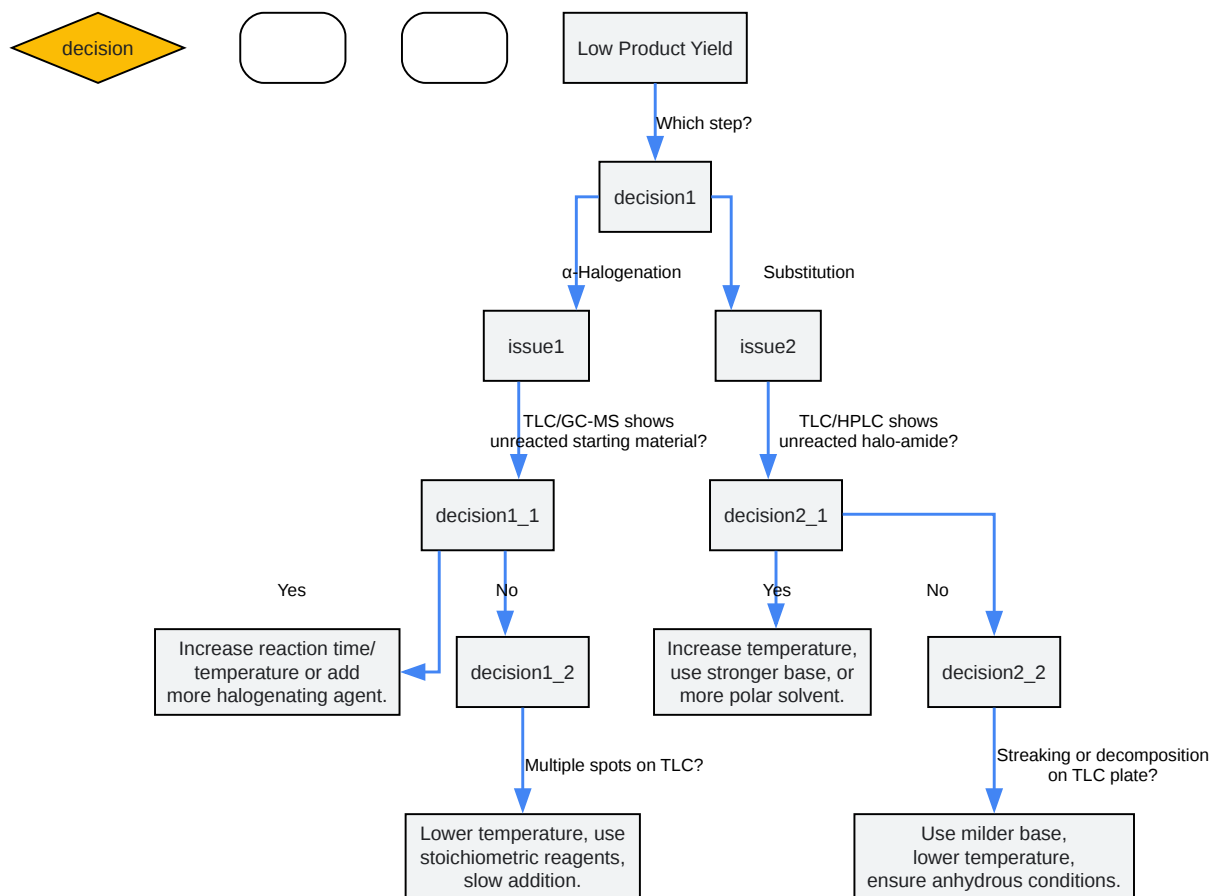 decision
Low Product Yield
Which step?
decision1
α-Halogenation
Substitution
issue1
issue2
TLC/GC-MS shows
unreacted starting material?
TLC/HPLC shows
unreacted halo-amide?
decision1_1
decision2_1
Yes
No
Yes
No
Increase reaction time/
temperature or add
more halogenating agent.
decision1_2
Increase temperature,
use stronger base, or
more polar solvent.
decision2_2
Multiple spots on TLC?
Streaking or decomposition
on TLC plate?
Lower temperature, use
stoichiometric reagents,
slow addition.
Use milder base,
lower temperature,
ensure anhydrous conditions.